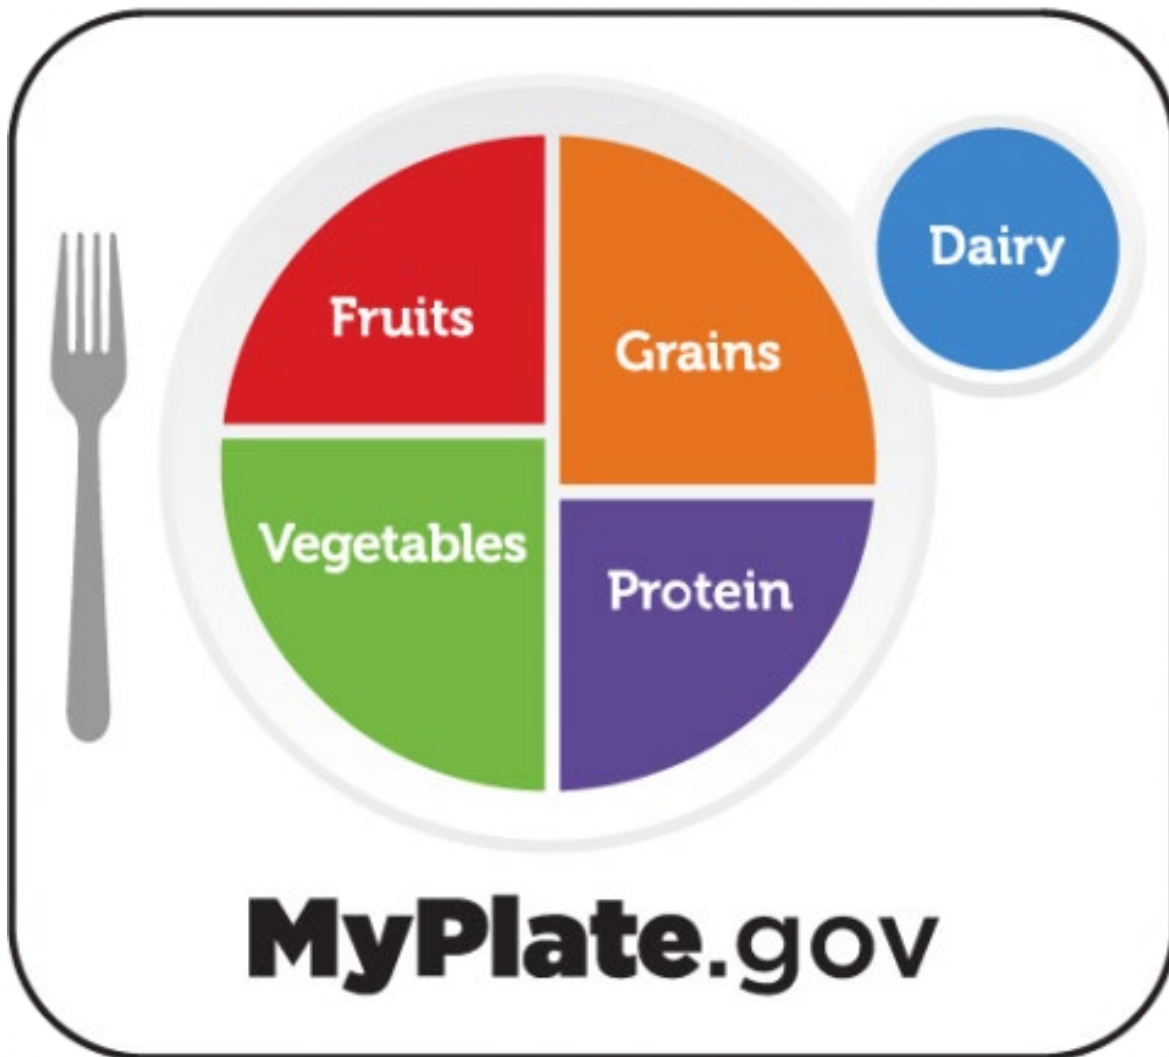 Fruits
Grains
Dairy
Vegetables
Protein
MyPlate.gov